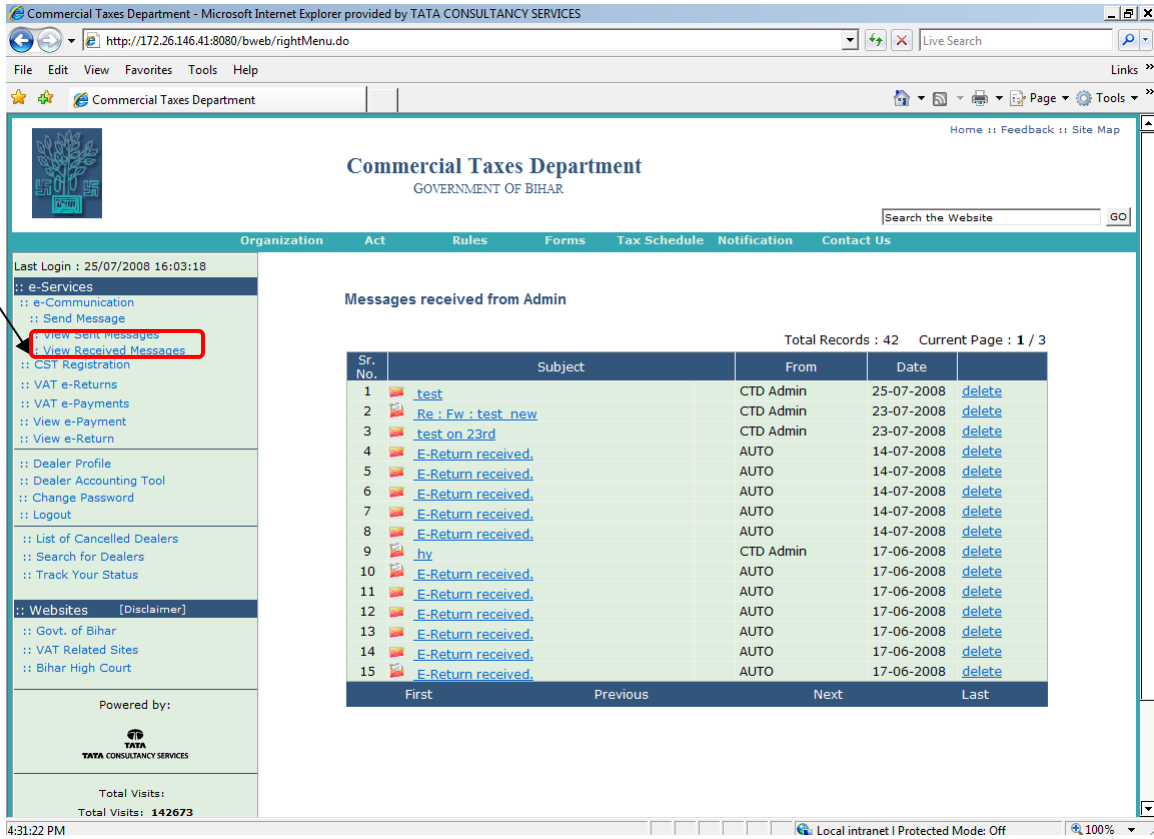 Commercial Taxes Department - Microsoft Internet Explorer provided by TATA CONSULTANCY SERVICES
http://172.26.146.41:8080/bweb/rightMenu.do
Live Search
File Edit View Favorites Tools Help
Links »
Commercial Taxes Department
Page Tools »
Home :: Feedback :: Site Map
Commercial Taxes Department
GOVERNMENT OF BIHAR
Search the Website GO
Organization Act Rules Forms Tax Schedule Notification Contact Us
Last Login : 25/07/2008 16:03:18
:: e-Services
:: e-Communication
:: Send Message
: View Sent Messages
: View Received Messages
:: CST Registration
:: VAT e-Returns
:: VAT e-Payments
:: View e-Payment
:: View e-Return
:: Dealer Profile
:: Dealer Accounting Tool
:: Change Password
:: Logout
:: List of Cancelled Dealers
:: Search for Dealers
:: Track Your Status
:: Websites [Disclaimer]
:: Govt. of Bihar
:: VAT Related Sites
:: Bihar High Court
Powered by:
TATA
TATA CONSULTANCY SERVICES
Total Visits:
Total Visits: 142673
Messages received from Admin
Total Records : 42 Current Page : 1 / 3
Sr. No. Subject From Date
1 test CTD Admin 25-07-2008 delete
2 Re : Fw : test new CTD Admin 23-07-2008 delete
3 test on 23rd CTD Admin 23-07-2008 delete
4 E-Return received. AUTO 14-07-2008 delete
5 E-Return received. AUTO 14-07-2008 delete
6 E-Return received. AUTO 14-07-2008 delete
7 E-Return received. AUTO 14-07-2008 delete
8 E-Return received. AUTO 14-07-2008 delete
9 hy CTD Admin 17-06-2008 delete
10 E-Return received. AUTO 17-06-2008 delete
11 E-Return received. AUTO 17-06-2008 delete
12 E-Return received. AUTO 17-06-2008 delete
13 E-Return received. AUTO 17-06-2008 delete
14 E-Return received. AUTO 17-06-2008 delete
15 E-Return received. AUTO 17-06-2008 delete
First Previous Next Last
4:31:22 PM
Local intranet | Protected Mode: Off
100%